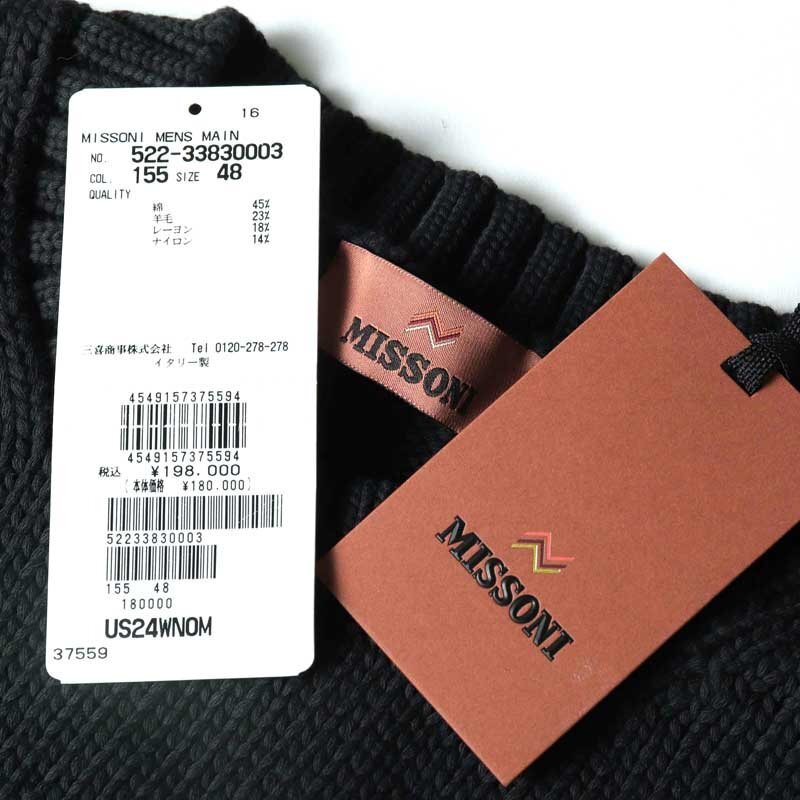 16
MISSONI MENS MAIN
NO. 522-33830003
COL. 155 SIZE 48
QUALITY
綿 45%
羊毛 23%
レーヨン 18%
ナイロン 14%
三喜商事株式会社 Tel 0120-278-278
イタリー製
4549157375594
4549157375594
税込 ¥198.000
[本体価格 ¥180.000]
52233830003
155 48
180000
US24WN0M
37559
MISSONI
MISSONI